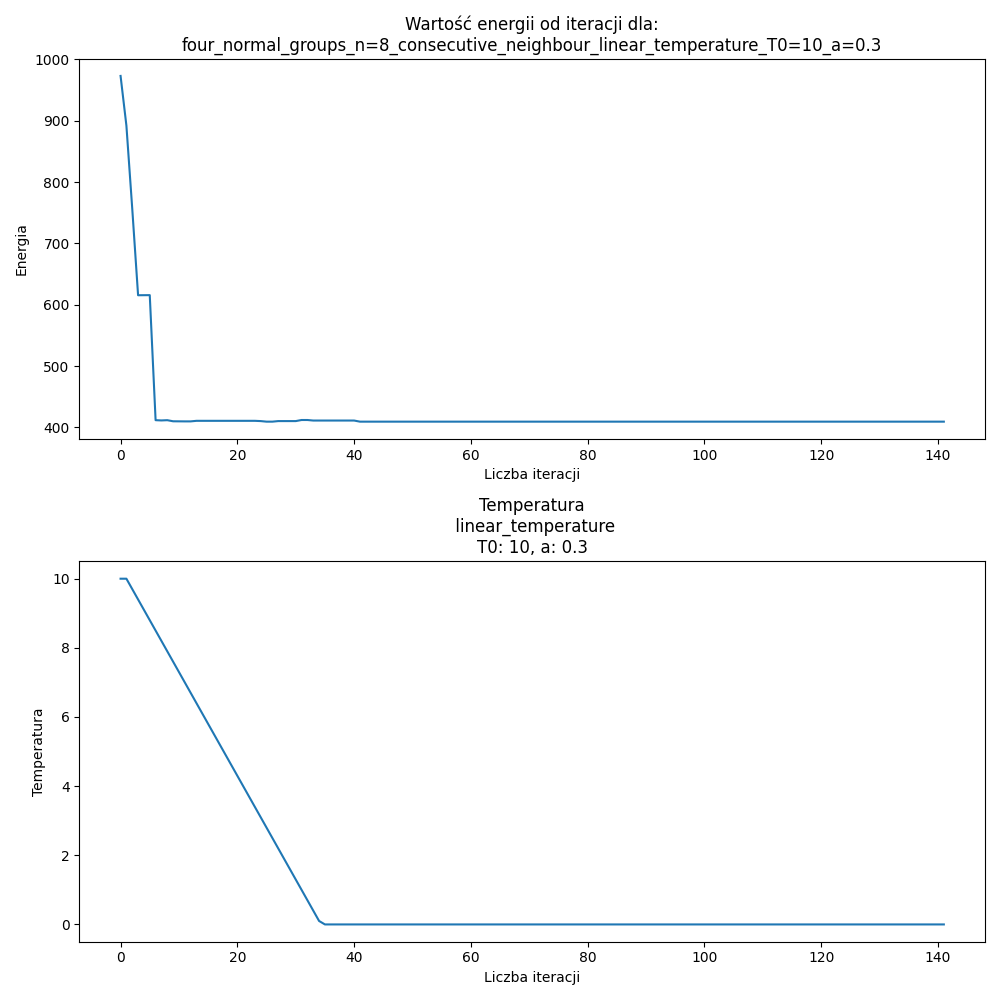 Wartość energii od iteracji dla:
four_normal_groups_n=8_consecutive_neighbour_linear_temperature_T0=10_a=0.3
1000
900
800
700
600
500
400
Energia
0 20 40 60 80 100 120 140
Liczba iteracji
Temperatura
linear_temperature
T0: 10, a: 0.3
10
8
6
4
2
0
Temperatura
0 20 40 60 80 100 120 140
Liczba iteracji